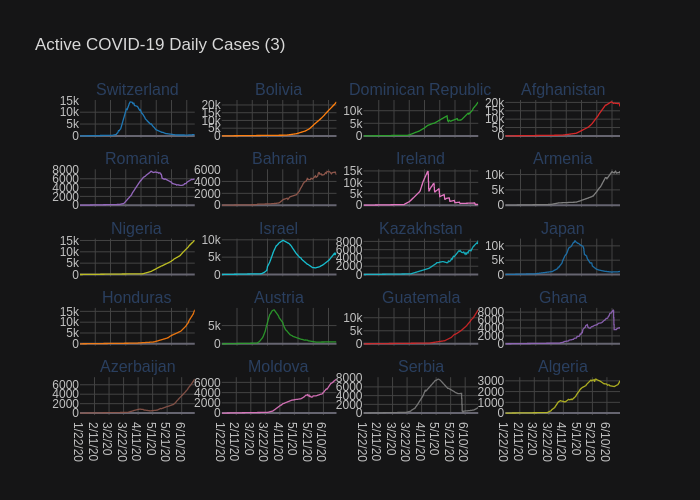 Active COVID-19 Daily Cases (3)
Switzerland Bolivia Dominican Republic Afghanistan
15k 10k 5k 0
20k 15k 10k 5k 0
10k 5k 0
20k 15k 10k 5k 0
Romania Bahrain Ireland Armenia
8000 6000 4000 2000 0
6000 4000 2000 0
15k 10k 5k 0
10k 5k 0
Nigeria Israel Kazakhstan Japan
15k 10k 5k 0
10k 5k 0
8000 6000 4000 2000 0
10k 5k 0
Honduras Austria Guatemala Ghana
15k 10k 5k 0
5k 0
10k 5k 0
8000 6000 4000 2000 0
Azerbaijan Moldova Serbia Algeria
6000 4000 2000 0
6000 4000 2000 0
8000 6000 4000 2000 0
3000 2000 1000 0
1/22/20 2/11/20 3/2/20 3/22/20 4/11/20 5/1/20 5/21/20 6/10/20
1/22/20 2/11/20 3/2/20 3/22/20 4/11/20 5/1/20 5/21/20 6/10/20
1/22/20 2/11/20 3/2/20 3/22/20 4/11/20 5/1/20 5/21/20 6/10/20
1/22/20 2/11/20 3/2/20 3/22/20 4/11/20 5/1/20 5/21/20 6/10/20